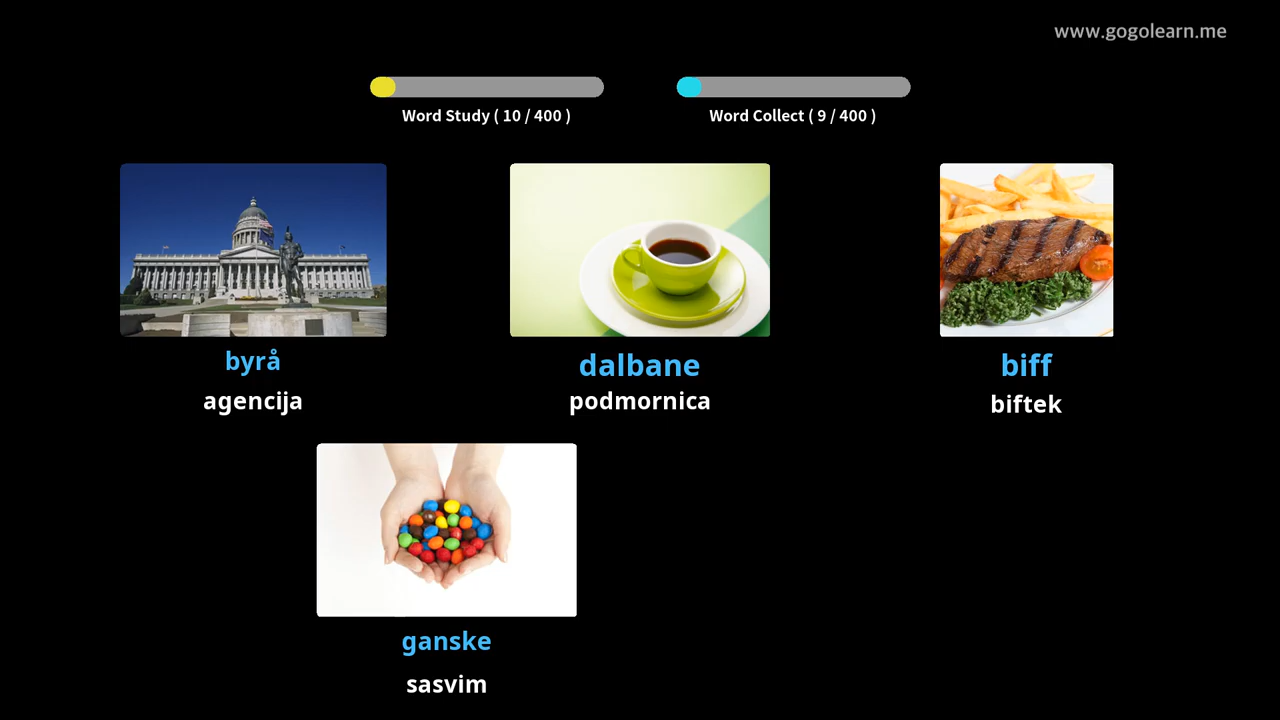 www.gogolearn.me
Word Study ( 10 / 400 )
Word Collect ( 9 / 400 )
byrå
agencija
dalbane
podmornica
biff
biftek
ganske
sasvim